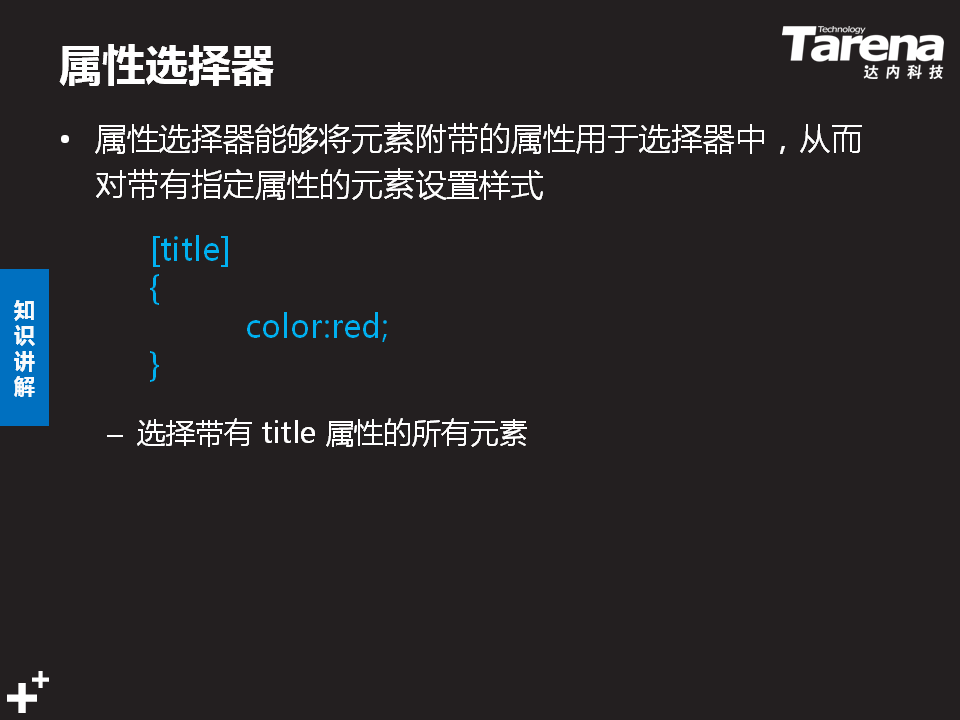 属性选择器
Technology
Tarena
达内科技
• 属性选择器能够将元素附带的属性用于选择器中，从而
对带有指定属性的元素设置样式
[title]
{
color:red;
}
– 选择带有 title 属性的所有元素
知
识
讲
解